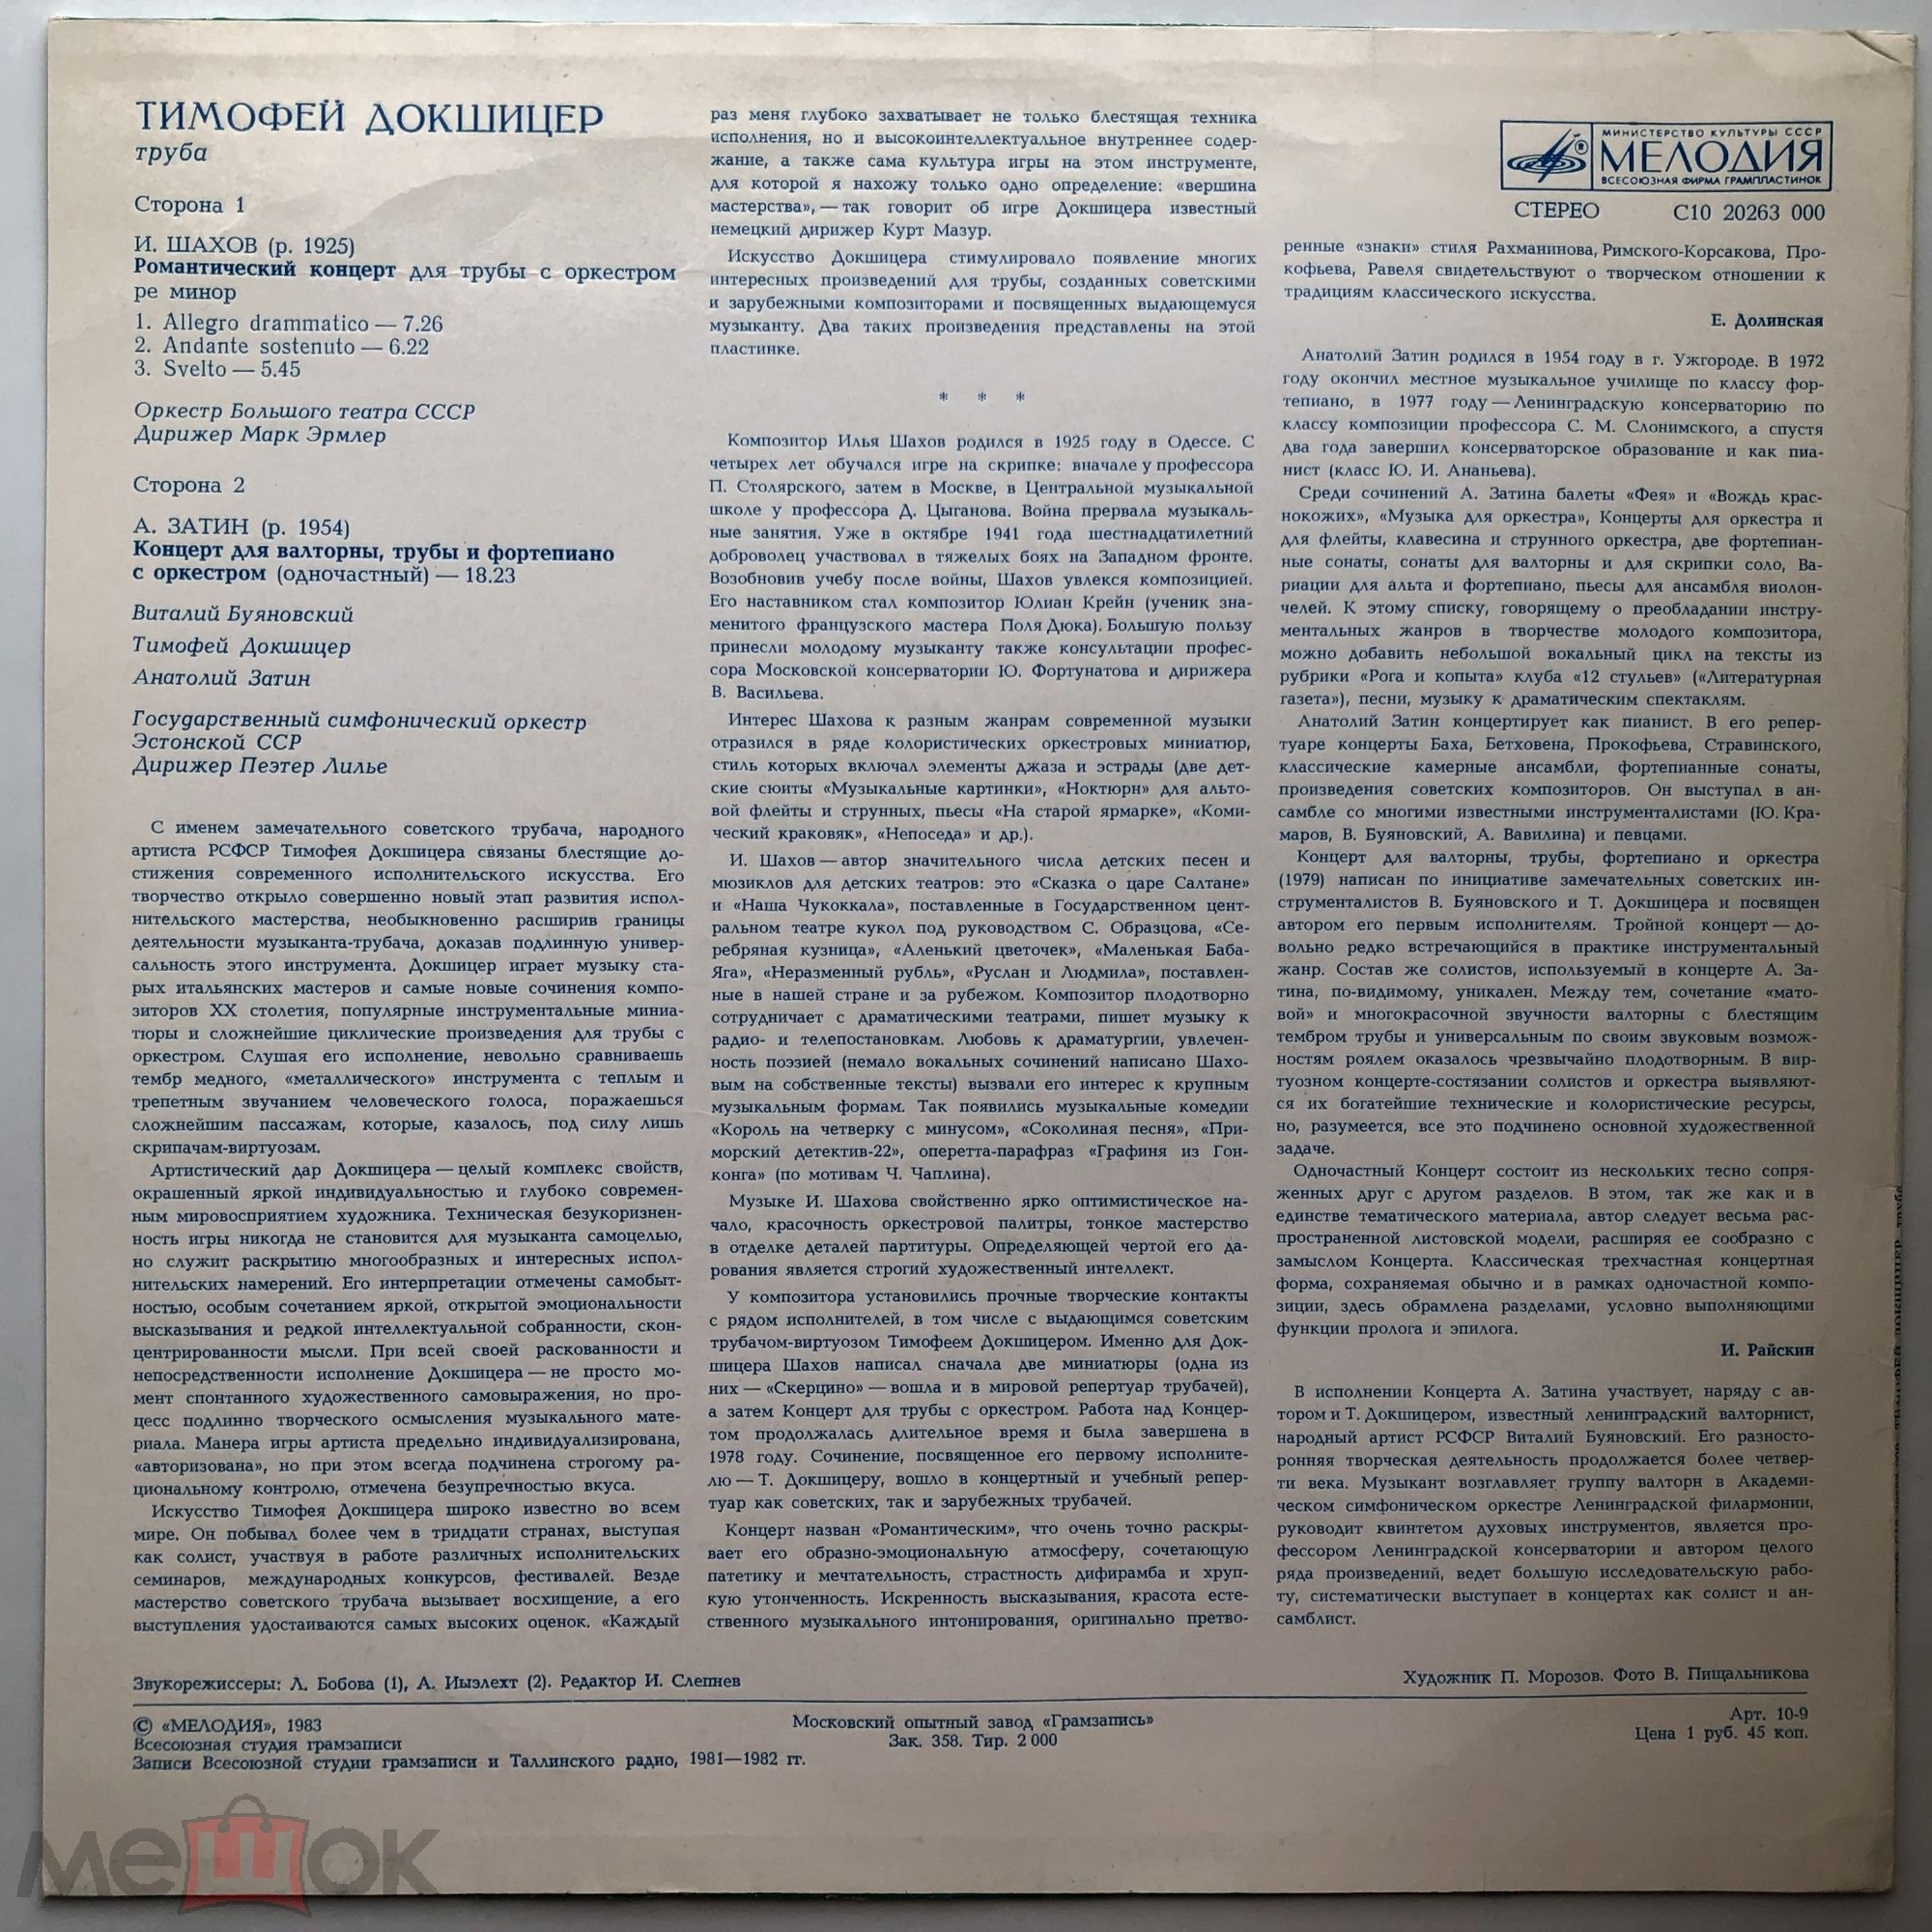 ТИМОФЕЙ ДОКШИЦЕР
труба
Сторона 1
И. ШАХОВ (р. 1925)
Романтический концерт для трубы с оркестром
ре минор
1. Allegro drammatico — 7.26
2. Andante sostenuto — 6.22
3. Svelto — 5.45
Оркестр Большого театра СССР
Дирижер Марк Эрмлер
Сторона 2
А. ЗАТИН (р. 1954)
Концерт для валторны, трубы и фортепиано
с оркестром (одночастный) — 18.23
Виталий Буяновский
Тимофей Докшицер
Анатолий Затин
Государственный симфонический оркестр
Эстонской ССР
Дирижер Пеэтер Лилье
С именем замечательного советского трубача, народного
артиста РСФСР Тимофея Докшицера связаны блестящие до-
стижения современного исполнительского искусства. Его
творчество открыло совершенно новый этап развития испол-
нительского мастерства, необыкновенно расширив границы
деятельности музыканта-трубача, доказав подлинную универ-
сальность этого инструмента. Докшицер играет музыку ста-
рых итальянских мастеров и самые новые сочинения компо-
зиторов XX столетия, популярные инструментальные миниа-
тюры и сложнейшие циклические произведения для трубы с
оркестром. Слушая его исполнение, невольно сравниваешь
тембр медного, «металлического» инструмента с теплым и
трепетным звучанием человеческого голоса, поражаешься
сложнейшим пассажам, которые, казалось, под силу лишь
скрипачам-виртуозам.
Артистический дар Докшицера — целый комплекс свойств,
окрашенный яркой индивидуальностью и глубоко современ-
ным мировосприятием художника. Техническая безукоризнен-
ность игры никогда не становится для музыканта самоцелью,
но служит раскрытию многообразных и интересных испол-
нительских намерений. Его интерпретации отмечены самобыт-
ностью, особым сочетанием яркой, открытой эмоциональности
высказывания и редкой интеллектуальной собранности, скон-
центрированности мысли. При всей своей раскованности и
непосредственности исполнение Докшицера — не просто мо-
мент спонтанного художественного самовыражения, но про-
цесс подлинно творческого осмысления музыкального мате-
риала. Манера игры артиста предельно индивидуализирована,
«авторизована», но при этом всегда подчинена строгому ра-
циональному контролю, отмечена безупречностью вкуса.
Искусство Тимофея Докшицера широко известно во всем
мире. Он побывал более чем в тридцати странах, выступая
как солист, участвуя в работе различных исполнительских
семинаров, международных конкурсов, фестивалей. Везде
мастерство советского трубача вызывает восхищение, а его
выступления удостаиваются самых высоких оценок. «Каждый
раз меня глубоко захватывает не только блестящая техника
исполнения, но и высокоинтеллектуальное внутреннее содер-
жание, а также сама культура игры на этом инструменте,
для которой я нахожу только одно определение: «вершина
мастерства», — так говорит об игре Докшицера известный
немецкий дирижер Курт Мазур.
Искусство Докшицера стимулировало появление многих
интересных произведений для трубы, созданных советскими
и зарубежными композиторами и посвященных выдающемуся
музыканту. Два таких произведения представлены на этой
пластинке.
* * *
Композитор Илья Шахов родился в 1925 году в Одессе. С
четырех лет обучался игре на скрипке: вначале у профессора
П. Столярского, затем в Москве, в Центральной музыкальной
школе у профессора Д. Цыганова. Война прервала музыкаль-
ные занятия. Уже в октябре 1941 года шестнадцатилетний
доброволец участвовал в тяжелых боях на Западном фронте.
Возобновив учебу после войны, Шахов увлекся композицией.
Его наставником стал композитор Юлиан Крейн (ученик зна-
менитого французского мастера Поля Дюка). Большую пользу
принесли молодому музыканту также консультации профес-
сора Московской консерватории Ю. Фортунатова и дирижера
В. Васильева.
Интерес Шахова к разным жанрам современной музыки
отразился в ряде колористических оркестровых миниатюр,
стиль которых включал элементы джаза и эстрады (две дет-
ские сюиты «Музыкальные картинки», «Ноктюрн» для альто-
вой флейты и струнных, пьесы «На старой ярмарке», «Коми-
ческий краковяк», «Непоседа» и др.).
И. Шахов — автор значительного числа детских песен и
мюзиклов для детских театров: это «Сказка о царе Салтане»
и «Наша Чукоккала», поставленные в Государственном цент-
ральном театре кукол под руководством С. Образцова, «Се-
ребряная кузница», «Аленький цветочек», «Маленькая Баба-
Яга», «Неразменный рубль», «Руслан и Людмила», поставлен-
ные в нашей стране и за рубежом. Композитор плодотворно
сотрудничает с драматическими театрами, пишет музыку к
радио- и телепостановкам. Любовь к драматургии, увлечен-
ность поэзией (немало вокальных сочинений написано Шахо-
вым на собственные тексты) вызвали его интерес к крупным
музыкальным формам. Так появились музыкальные комедии
«Король на четверку с минусом», «Соколиная песня», «При-
морский детектив-22», оперетта-парафраз «Графиня из Гон-
конга» (по мотивам Ч. Чаплина).
Музыке И. Шахова свойственно ярко оптимистическое на-
чало, красочность оркестровой палитры, тонкое мастерство
в отделке деталей партитуры. Определяющей чертой его да-
рования является строгий художественный интеллект.
У композитора установились прочные творческие контакты
с рядом исполнителей, в том числе с выдающимся советским
трубачом-виртуозом Тимофеем Докшицером. Именно для Док-
шицера Шахов написал сначала две миниатюры (одна из
них — «Скерцино» — вошла и в мировой репертуар трубачей),
а затем Концерт для трубы с оркестром. Работа над Концер-
том продолжалась длительное время и была завершена в
1978 году. Сочинение, посвященное его первому исполните-
лю — Т. Докшицеру, вошло в концертный и учебный репер-
туар как советских, так и зарубежных трубачей.
Концерт назван «Романтическим», что очень точно раскры-
вает его образно-эмоциональную атмосферу, сочетающую
патетику и мечтательность, страстность дифирамба и хруп-
кую утонченность. Искренность высказывания, красота есте-
ственного музыкального интонирования, оригинально претво-
МИНИСТЕРСТВО КУЛЬТУРЫ СССР
МЕЛОДИЯ
ВСЕСОЮЗНАЯ ФИРМА ГРАМПЛАСТИНОК
СТЕРЕО С10 20263 000
ренные «знаки» стиля Рахманинова, Римского-Корсакова, Про-
кофьева, Равеля свидетельствуют о творческом отношении к
традициям классического искусства.
Е. Долинская
Анатолий Затин родился в 1954 году в г. Ужгороде. В 1972
году окончил местное музыкальное училище по классу фор-
тепиано, в 1977 году — Ленинградскую консерваторию по
классу композиции профессора С. М. Слонимского, а спустя
два года завершил консерваторское образование и как пиа-
нист (класс Ю. И. Ананьева).
Среди сочинений А. Затина балеты «Фея» и «Вождь крас-
нокожих», «Музыка для оркестра», Концерты для оркестра и
для флейты, клавесина и струнного оркестра, две фортепиан-
ные сонаты, сонаты для валторны и для скрипки соло, Ва-
риации для альта и фортепиано, пьесы для ансамбля виолон-
челей. К этому списку, говорящему о преобладании инстру-
ментальных жанров в творчестве молодого композитора,
можно добавить небольшой вокальный цикл на тексты из
рубрики «Рога и копыта» клуба «12 стульев» («Литературная
газета»), песни, музыку к драматическим спектаклям.
Анатолий Затин концертирует как пианист. В его репер-
туаре концерты Баха, Бетховена, Прокофьева, Стравинского,
классические камерные ансамбли, фортепианные сонаты,
произведения советских композиторов. Он выступал в ан-
самбле со многими известными инструменталистами (Ю. Кра-
маров, В. Буяновский, А. Вавилина) и певцами.
Концерт для валторны, трубы, фортепиано и оркестра
(1979) написан по инициативе замечательных советских ин-
струменталистов В. Буяновского и Т. Докшицера и посвящен
автором его первым исполнителям. Тройной концерт — до-
вольно редко встречающийся в практике инструментальный
жанр. Состав же солистов, используемый в концерте А. За-
тина, по-видимому, уникален. Между тем, сочетание «мато-
вой» и многокрасочной звучности валторны с блестящим
тембром трубы и универсальным по своим звуковым возмож-
ностям роялем оказалось чрезвычайно плодотворным. В вир-
туозном концерте-состязании солистов и оркестра выявляют-
ся их богатейшие технические и колористические ресурсы,
но, разумеется, все это подчинено основной художественной
задаче.
Одночастный Концерт состоит из нескольких тесно сопря-
женных друг с другом разделов. В этом, так же как и в
единстве тематического материала, автор следует весьма рас-
пространенной листовской модели, расширяя ее сообразно с
замыслом Концерта. Классическая трехчастная концертная
форма, сохраняемая обычно и в рамках одночастной компо-
зиции, здесь обрамлена разделами, условно выполняющими
функции пролога и эпилога.
И. Райскин
В исполнении Концерта А. Затина участвует, наряду с ав-
тором и Т. Докшицером, известный ленинградский валторнист,
народный артист РСФСР Виталий Буяновский. Его разносто-
ронняя творческая деятельность продолжается более четвер-
ти века. Музыкант возглавляет группу валторн в Академи-
ческом симфоническом оркестре Ленинградской филармонии,
руководит квинтетом духовых инструментов, является про-
фессором Ленинградской консерватории и автором целого
ряда произведений, ведет большую исследовательскую рабо-
ту, систематически выступает в концертах как солист и ан-
самблист.
Звукорежиссеры: Л. Бобова (1), А. Иыэлехт (2). Редактор И. Слепнев
Художник П. Морозов. Фото В. Пищальникова
© «МЕЛОДИЯ», 1983
Всесоюзная студия грамзаписи
Записи Всесоюзной студии грамзаписи и Таллинского радио, 1981—1982 гг.
Московский опытный завод «Грамзапись»
Зак. 358. Тир. 2 000
Арт. 10-9
Цена 1 руб. 45 коп.
мешок